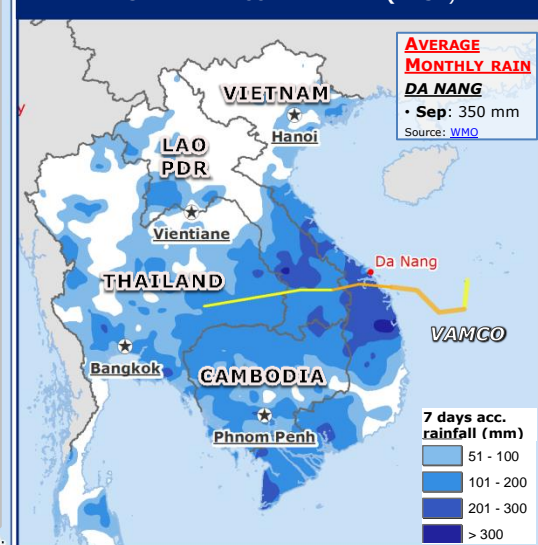 AVERAGE
MONTHLY RAIN
DA NANG
• Sep: 350 mm
Source: WMO
VIETNAM
Hanoi
LAO
PDR
Vientiane
Da Nang
THAILAND
VAMCO
Bangkok
CAMBODIA
Phnom Penh
7 days acc.
rainfall (mm)
51 - 100
101 - 200
201 - 300
> 300